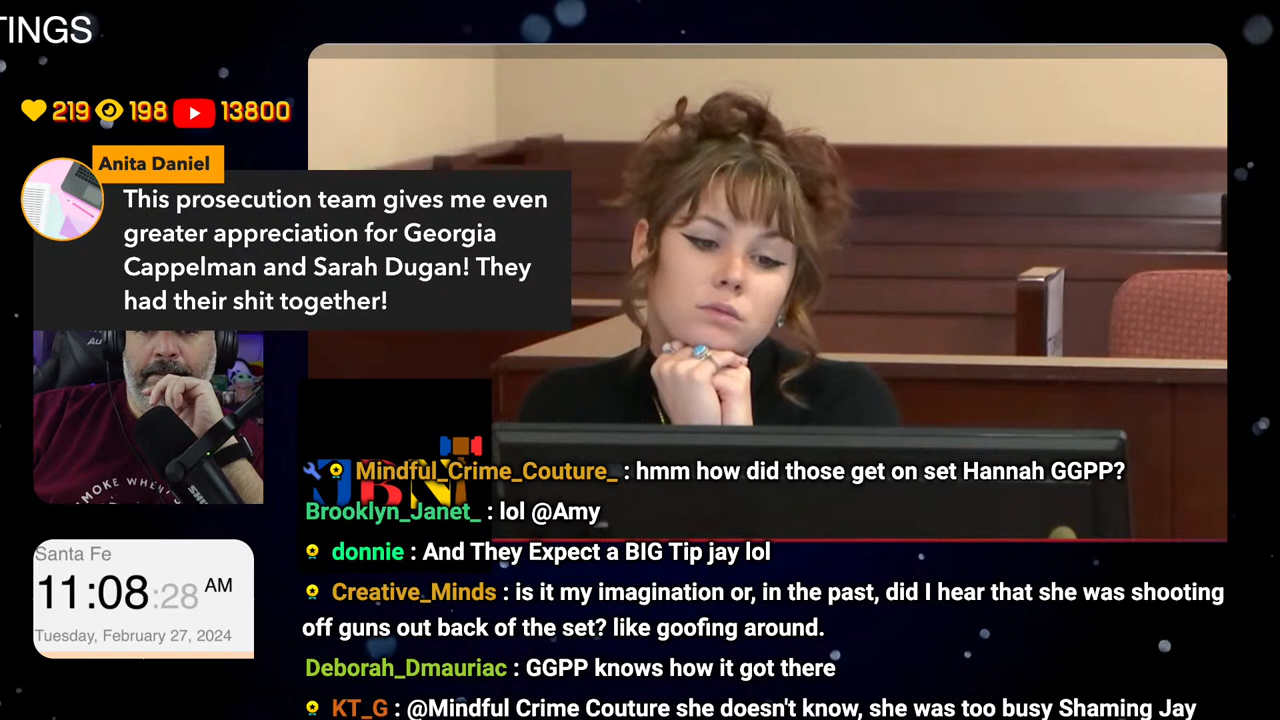 TINGS
219 198 13800
Anita Daniel
This prosecution team gives me even
greater appreciation for Georgia
Cappelman and Sarah Dugan! They
had their shit together!
Santa Fe
11:08:28 AM
Tuesday, February 27, 2024
Mindful_Crime_Couture_ : hmm how did those get on set Hannah GGPP?
Brooklyn_Janet_ : lol @Amy
donnie : And They Expect a BIG Tip jay lol
Creative_Minds : is it my imagination or, in the past, did I hear that she was shooting
off guns out back of the set? like goofing around.
Deborah_Dmauriac : GGPP knows how it got there
KT_G : @Mindful Crime Couture she doesn't know, she was too busy Shaming Jay